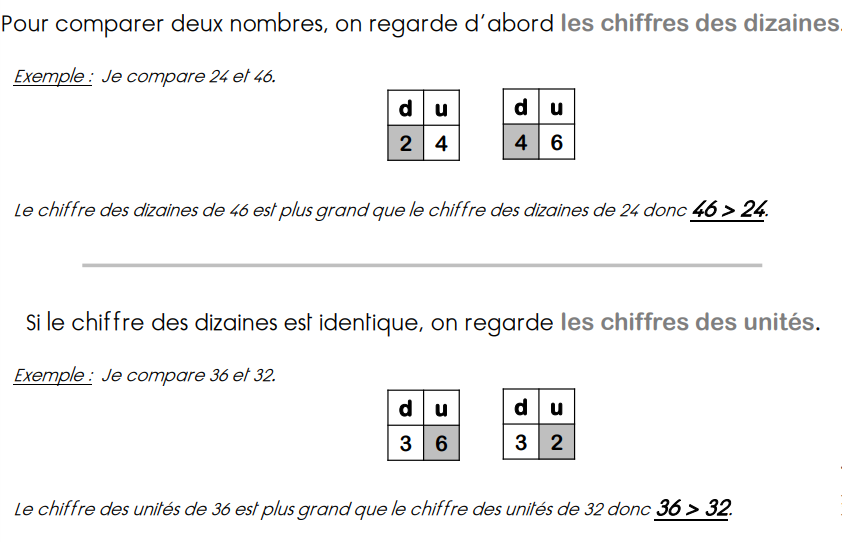 Pour comparer deux nombres, on regarde d'abord les chiffres des dizaines.
Exemple : Je compare 24 et 46.
d u d u
2 4 4 6
Le chiffre des dizaines de 46 est plus grand que le chiffre des dizaines de 24 donc 46 > 24.
Si le chiffre des dizaines est identique, on regarde les chiffres des unités.
Exemple : Je compare 36 et 32.
d u d u
3 6 3 2
Le chiffre des unités de 36 est plus grand que le chiffre des unités de 32 donc 36 > 32.